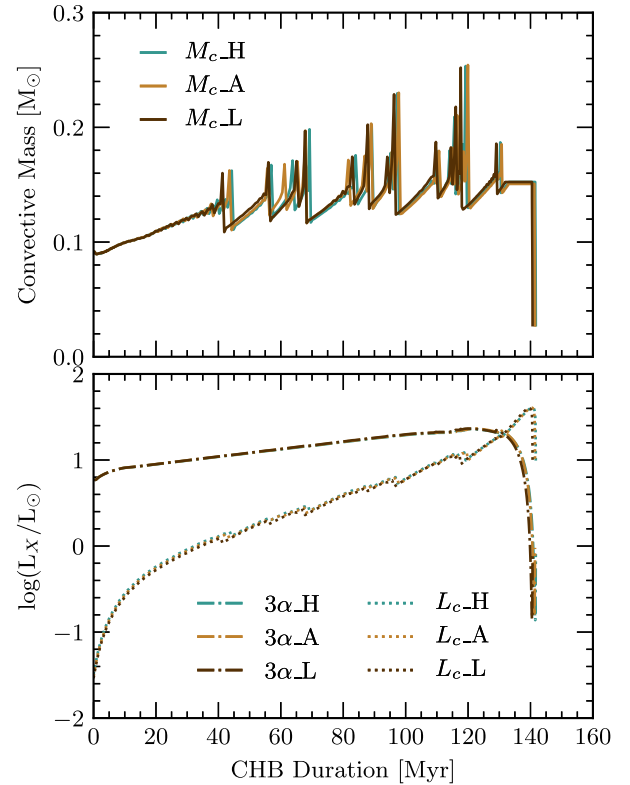 0.3
0.2
0.1
0.0
Convective Mass [M⊙]
M_c_H
M_c_A
M_c_L
2
1
0
−1
−2
log(L_X/L⊙)
3α_H L_c_H
3α_A L_c_A
3α_L L_c_L
0 20 40 60 80 100 120 140 160
CHB Duration [Myr]